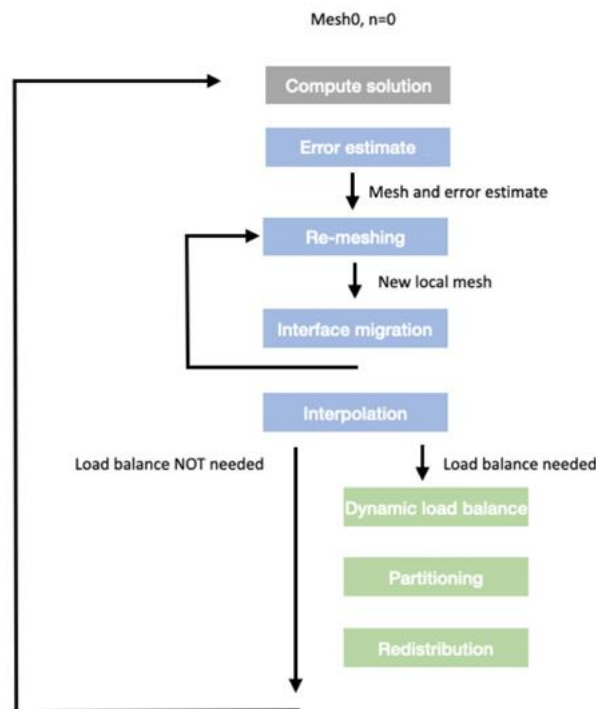 Mesh0, n=0
Compute solution
Error estimate
Mesh and error estimate
Re-meshing
New local mesh
Interface migration
Interpolation
Load balance NOT needed
Load balance needed
Dynamic load balance
Partitioning
Redistribution